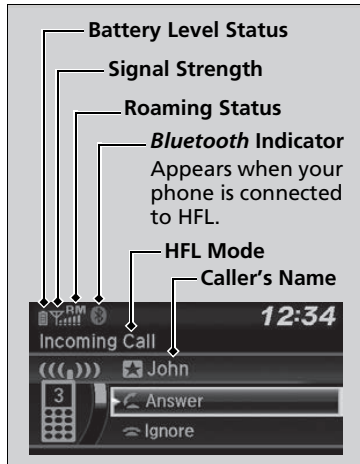 Battery Level Status
Signal Strength
Roaming Status
Bluetooth Indicator
Appears when your
phone is connected
to HFL.
HFL Mode
Caller's Name
RM
12:34
Incoming Call
John
3
Answer
Ignore